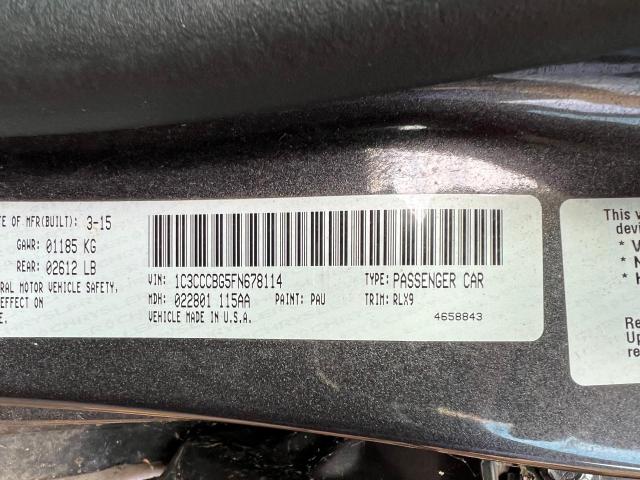 TE OF MFR(BUILT): 3-15
GAWR: 01185 KG
REAR: 02612 LB
RAL MOTOR VEHICLE SAFETY,
EFFECT ON
VIN: 1C3CCCBG5FN678114 TYPE: PASSENGER CAR
MDH: 022801 115AA PAINT: PAU TRIM: RLX9
VEHICLE MADE IN U.S.A. 4658843
This v
devi
* V
* N
* H
Re
Up
re